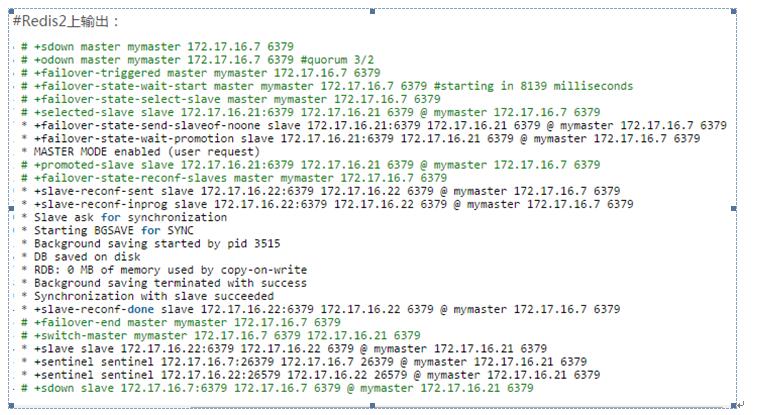 #Redis2上输出：
# +sdown master mymaster 172.17.16.7 6379
# +odown master mymaster 172.17.16.7 6379 #quorum 3/2
# +failover-triggered master mymaster 172.17.16.7 6379
# +failover-state-wait-start master mymaster 172.17.16.7 6379 #starting in 8139 milliseconds
# +failover-state-select-slave master mymaster 172.17.16.7 6379
# +selected-slave slave 172.17.16.21:6379 172.17.16.21 6379 @ mymaster 172.17.16.7 6379
* +failover-state-send-slaveof-noone slave 172.17.16.21:6379 172.17.16.21 6379 @ mymaster 172.17.16.7 6379
* +failover-state-wait-promotion slave 172.17.16.21:6379 172.17.16.21 6379 @ mymaster 172.17.16.7 6379
* MASTER MODE enabled (user request)
# +promoted-slave slave 172.17.16.21:6379 172.17.16.21 6379 @ mymaster 172.17.16.7 6379
# +failover-state-reconf-slaves master mymaster 172.17.16.7 6379
* +slave-reconf-sent slave 172.17.16.22:6379 172.17.16.22 6379 @ mymaster 172.17.16.7 6379
* +slave-reconf-inprog slave 172.17.16.22:6379 172.17.16.22 6379 @ mymaster 172.17.16.7 6379
* Slave ask for synchronization
* Starting BGSAVE for SYNC
* Background saving started by pid 3515
* DB saved on disk
* RDB: 0 MB of memory used by copy-on-write
* Background saving terminated with success
* Synchronization with slave succeeded
* +slave-reconf-done slave 172.17.16.22:6379 172.17.16.22 6379 @ mymaster 172.17.16.7 6379
# +failover-end master mymaster 172.17.16.7 6379
# +switch-master mymaster 172.17.16.7 6379 172.17.16.21 6379
* +slave slave 172.17.16.22:6379 172.17.16.22 6379 @ mymaster 172.17.16.21 6379
* +sentinel sentinel 172.17.16.7:26379 172.17.16.7 26379 @ mymaster 172.17.16.21 6379
* +sentinel sentinel 172.17.16.22:26579 172.17.16.22 26579 @ mymaster 172.17.16.21 6379
# +sdown slave 172.17.16.7:6379 172.17.16.7 6379 @ mymaster 172.17.16.21 6379